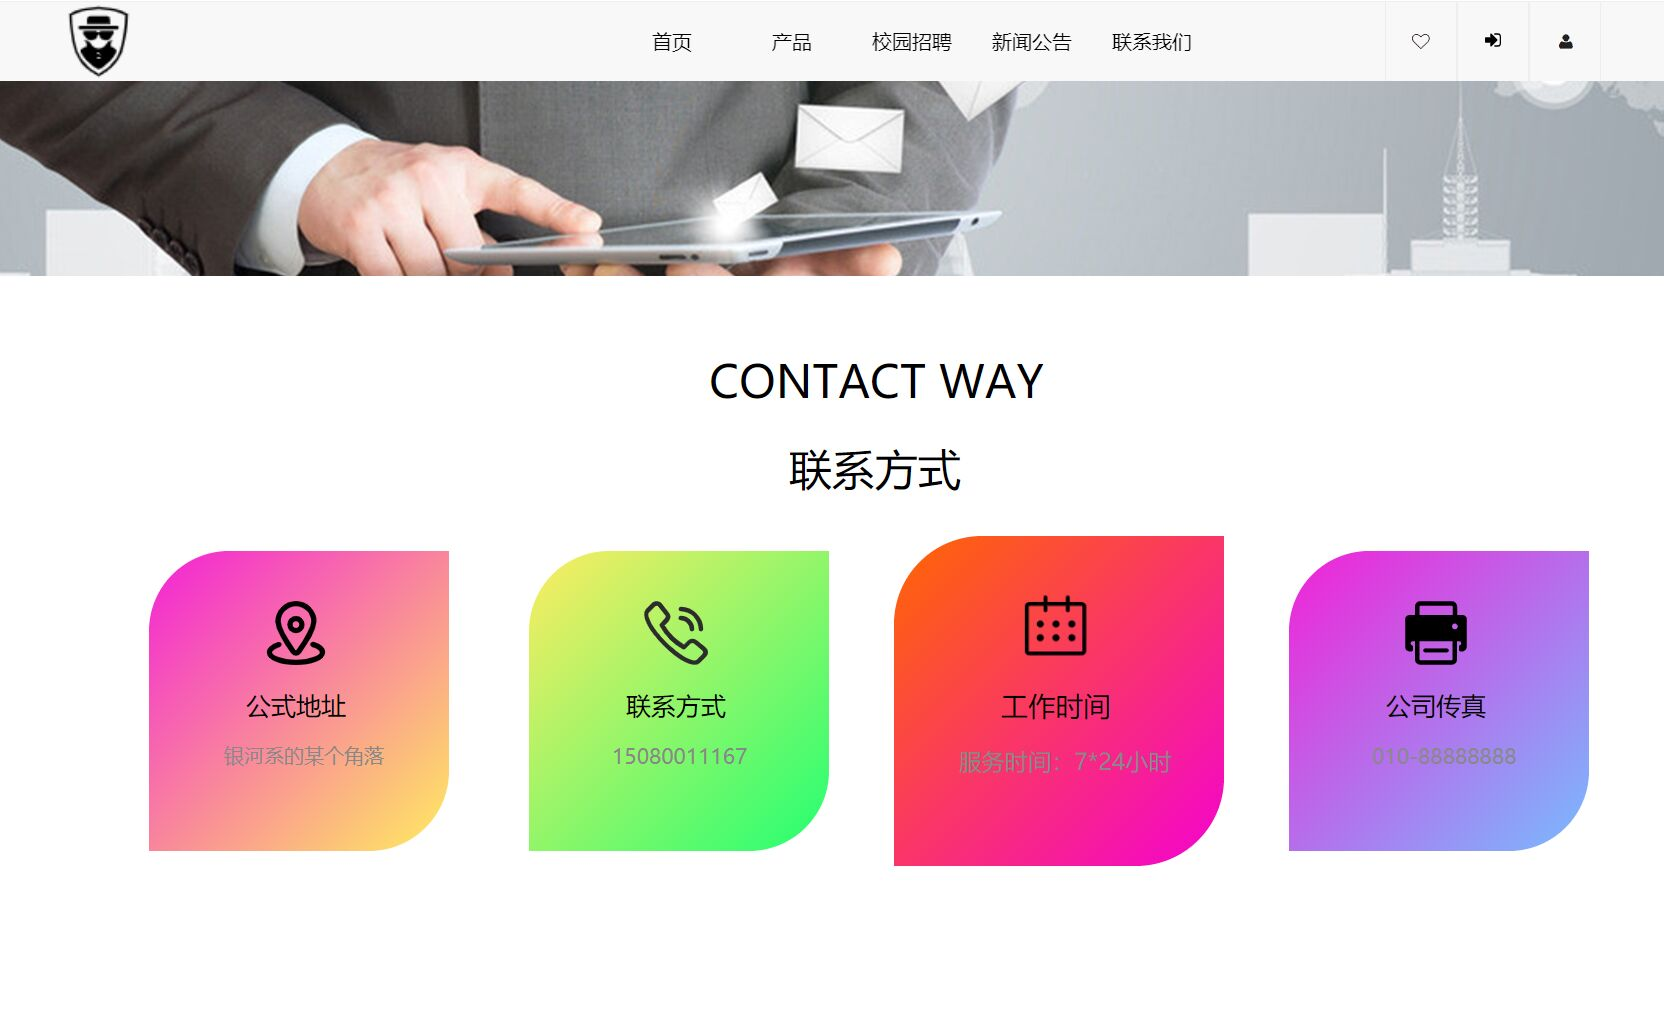 首页
产品
校园招聘
新闻公告
联系我们
CONTACT WAY
联系方式
公式地址
银河系的某个角落
联系方式
15080011167
工作时间
服务时间：7*24小时
公司传真
010-88888888